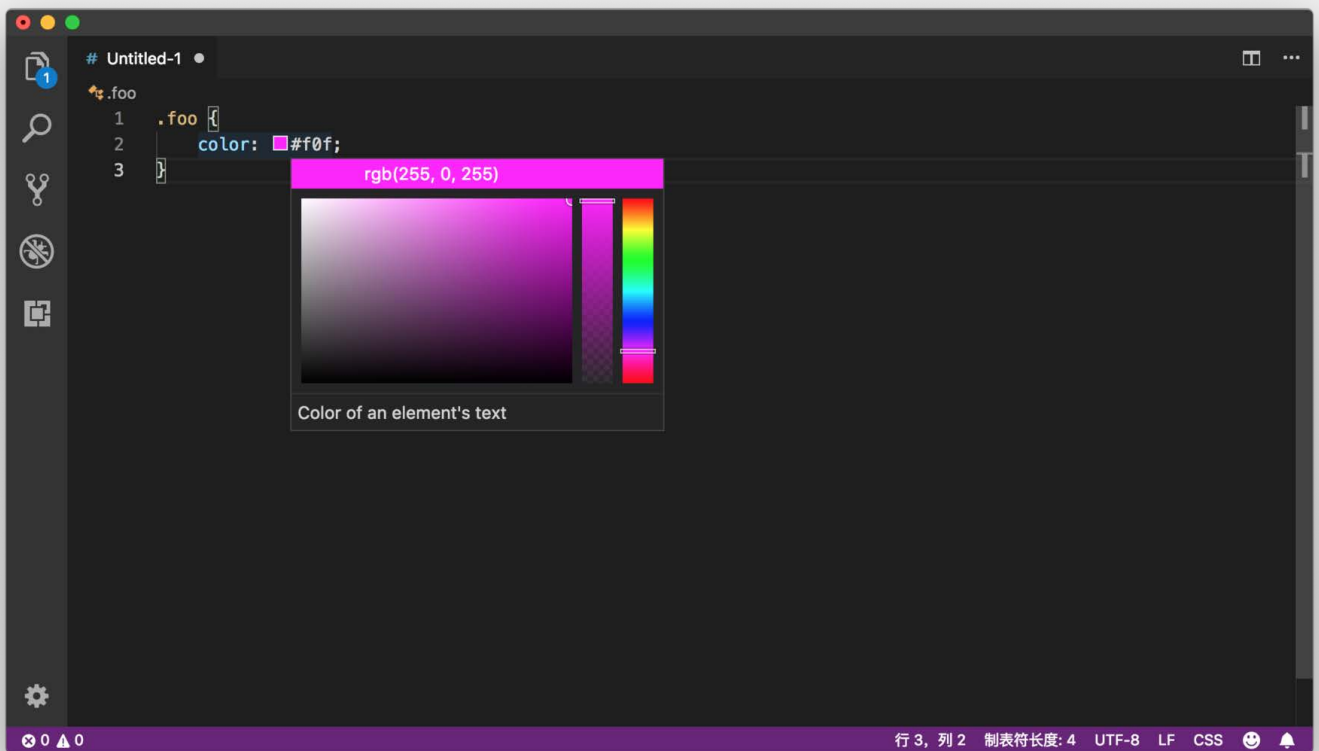 # Untitled-1
1
.foo
1 .foo {
2 color: #f0f;
3 }
rgb(255, 0, 255)
Color of an element's text
0 0 行 3，列 2 制表符长度: 4 UTF-8 LF CSS